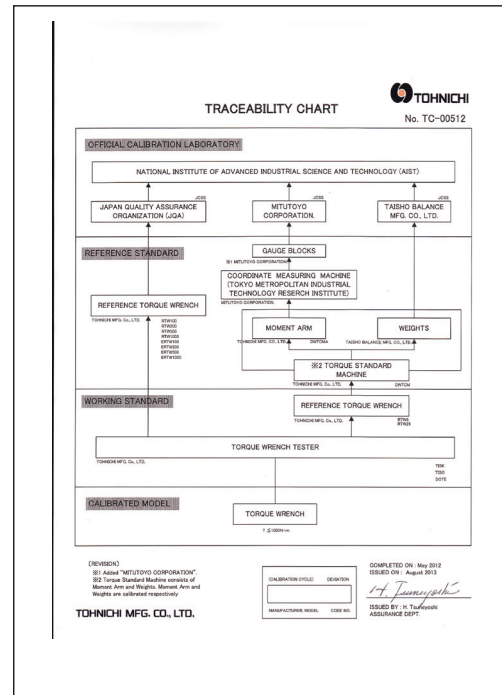 TOHNICHI
TRACEABILITY CHART
No. TC-00512
OFFICIAL CALIBRATION LABORATORY
NATIONAL INSTITUTE OF ADVANCED INDUSTRIAL SCIENCE AND TECHNOLOGY (AIST)
JCSS
JCSS
JCSS
JAPAN QUALITY ASSURANCE
ORGANIZATION (JQA)
MITUTOYO
CORPORATION.
TAISHO BALANCE
MFG. CO., LTD.
REFERENCE STANDARD
GAUGE BLOCKS
※1 MITUTOYO CORPORATION
COORDINATE MEASURING MACHINE
(TOKYO METROPOLITAN INDUSTRIAL
TECHNOLOGY RESERCH INSTITUTE)
MITUTOYO CORPORATION.
REFERENCE TORQUE WRENCH
TOHNICHI MFG. Co., LTD.
MOMENT ARM
WEIGHTS
TOHNICHI MFG. CO., LTD.
DWTCMA
TAISHO BALANCE MFG. CO., LTD.
※2 TORQUE STANDARD
MACHINE
TOHNICHI MFG. Co., LTD.
DWTCM
WORKING STANDARD
REFERENCE TORQUE WRENCH
TOHNICHI MFG. Co., LTD.
TORQUE WRENCH TESTER
TOHNICHI MFG. Co., LTD.
DOTE
CALIBRATED MODEL
TORQUE WRENCH
[REVISION]
※1 Added "MITUTOYO CORPORATION".
※2 Torque Standard Machine consists of
Moment Arm and Weights. Moment Arm and
Weights are calibrated respectively
TOHNICHI MFG. CO., LTD.
(CALIBRATION CYCLE) DEVIATION
MANUFACTURER, MODEL CODE NO.
COMPLETED ON : May 2012
ISSUED ON : August 2013
H. Tsuneyoshi
ISSUED BY : H. Tsuneyoshi
ASSURANCE DEPT.